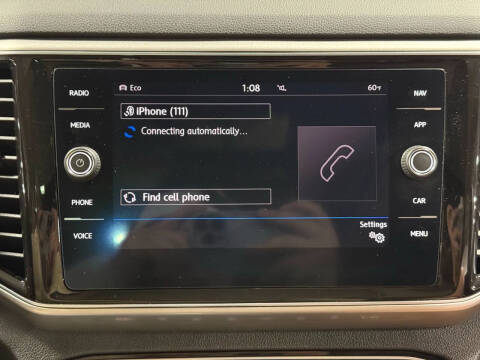 RADIO
MEDIA
PHONE
VOICE
Eco 1:08 60°F
iPhone (111)
Connecting automatically...
Find cell phone
Settings
NAV
APP
CAR
MENU